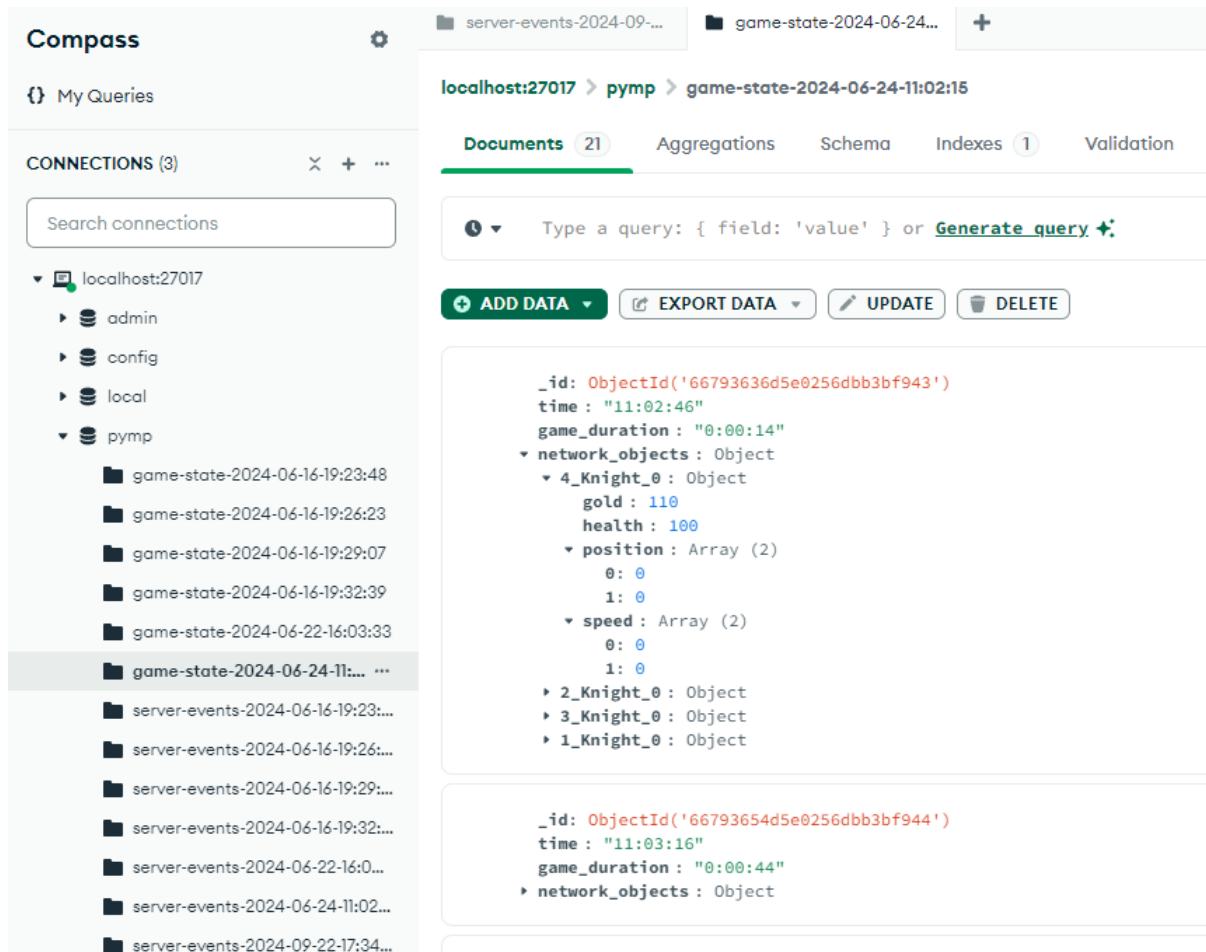 Compass
{} My Queries
CONNECTIONS (3)
Search connections
localhost:27017
admin
config
local
pymp
game-state-2024-06-16-19:23:48
game-state-2024-06-16-19:26:23
game-state-2024-06-16-19:29:07
game-state-2024-06-16-19:32:39
game-state-2024-06-22-16:03:33
game-state-2024-06-24-11:... ···
server-events-2024-06-16-19:23:...
server-events-2024-06-16-19:26:...
server-events-2024-06-16-19:29:...
server-events-2024-06-16-19:32:...
server-events-2024-06-22-16:0...
server-events-2024-06-24-11:02...
server-events-2024-09-22-17:34...
server-events-2024-09-... game-state-2024-06-24... +
localhost:27017 > pymp > game-state-2024-06-24-11:02:15
Documents 21 Aggregations Schema Indexes 1 Validation
Type a query: { field: 'value' } or Generate query
ADD DATA EXPORT DATA UPDATE DELETE
_id: ObjectId('66793636d5e0256dbb3bf943')
time : "11:02:46"
game_duration : "0:00:14"
network_objects : Object
4_Knight_0 : Object
gold : 110
health : 100
position : Array (2)
0: 0
1: 0
speed : Array (2)
0: 0
1: 0
2_Knight_0 : Object
3_Knight_0 : Object
1_Knight_0 : Object
_id: ObjectId('66793654d5e0256dbb3bf944')
time : "11:03:16"
game_duration : "0:00:44"
network_objects : Object